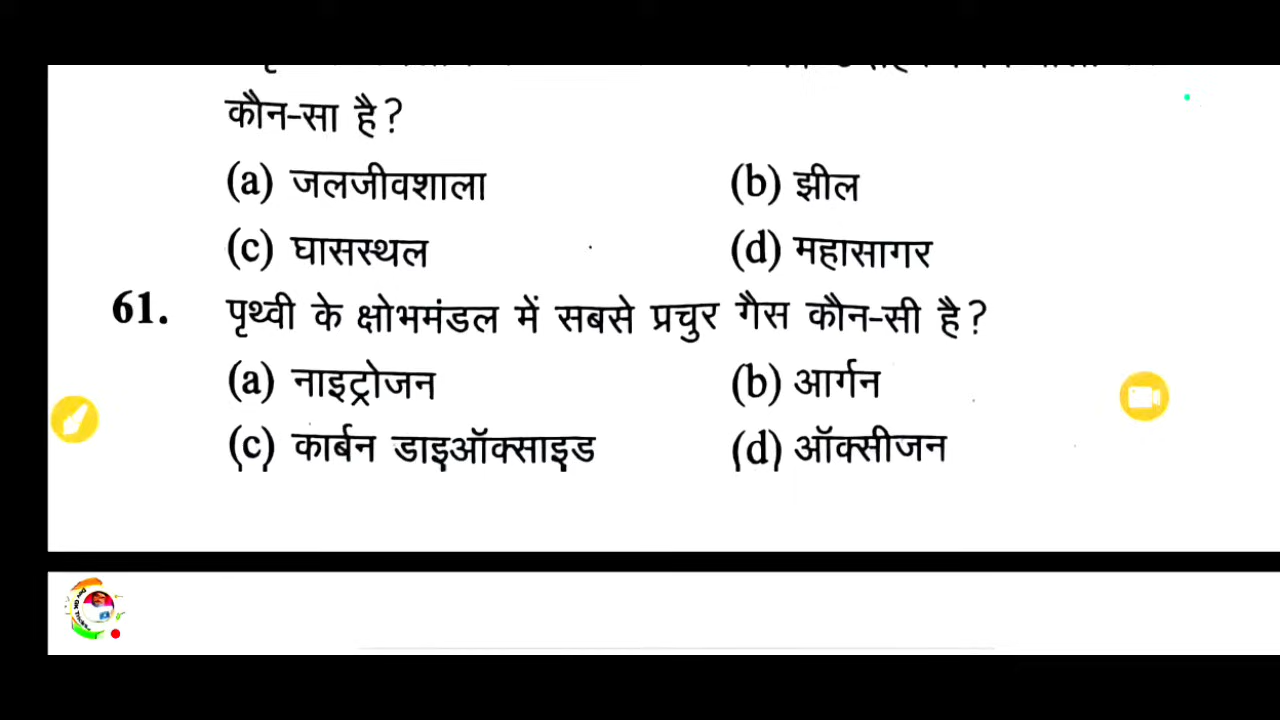 कौन-सा है?
(a) जलजीवशाला (b) झील
(c) घासस्थल (d) महासागर
61. पृथ्वी के क्षोभमंडल में सबसे प्रचुर गैस कौन-सी है?
(a) नाइट्रोजन (b) आर्गन
(c) कार्बन डाइऑक्साइड (d) ऑक्सीजन